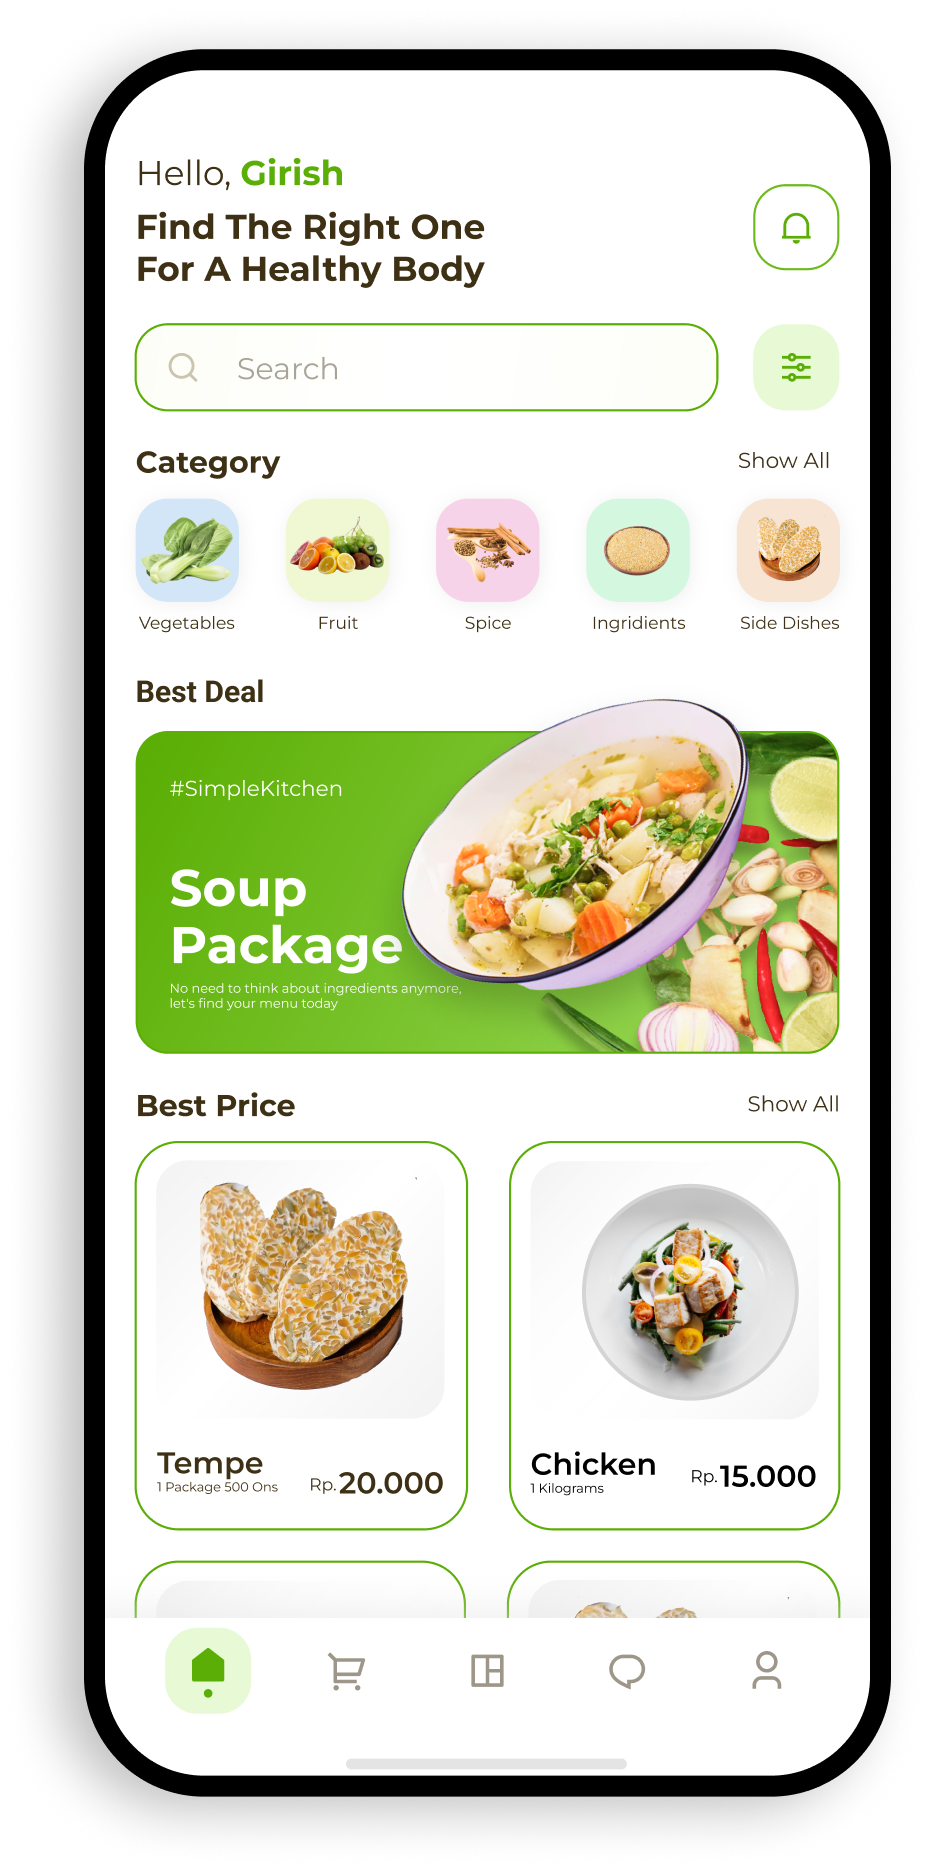 Hello, Girish
Find The Right One
For A Healthy Body
Search
Category
Show All
Vegetables
Fruit
Spice
Ingridients
Side Dishes
Best Deal
#SimpleKitchen
Soup
Package
No need to think about ingredients anymore,
let's find your menu today
Best Price
Show All
Tempe
1 Package 500 Ons
Rp.20.000
Chicken
1 Kilograms
Rp.15.000